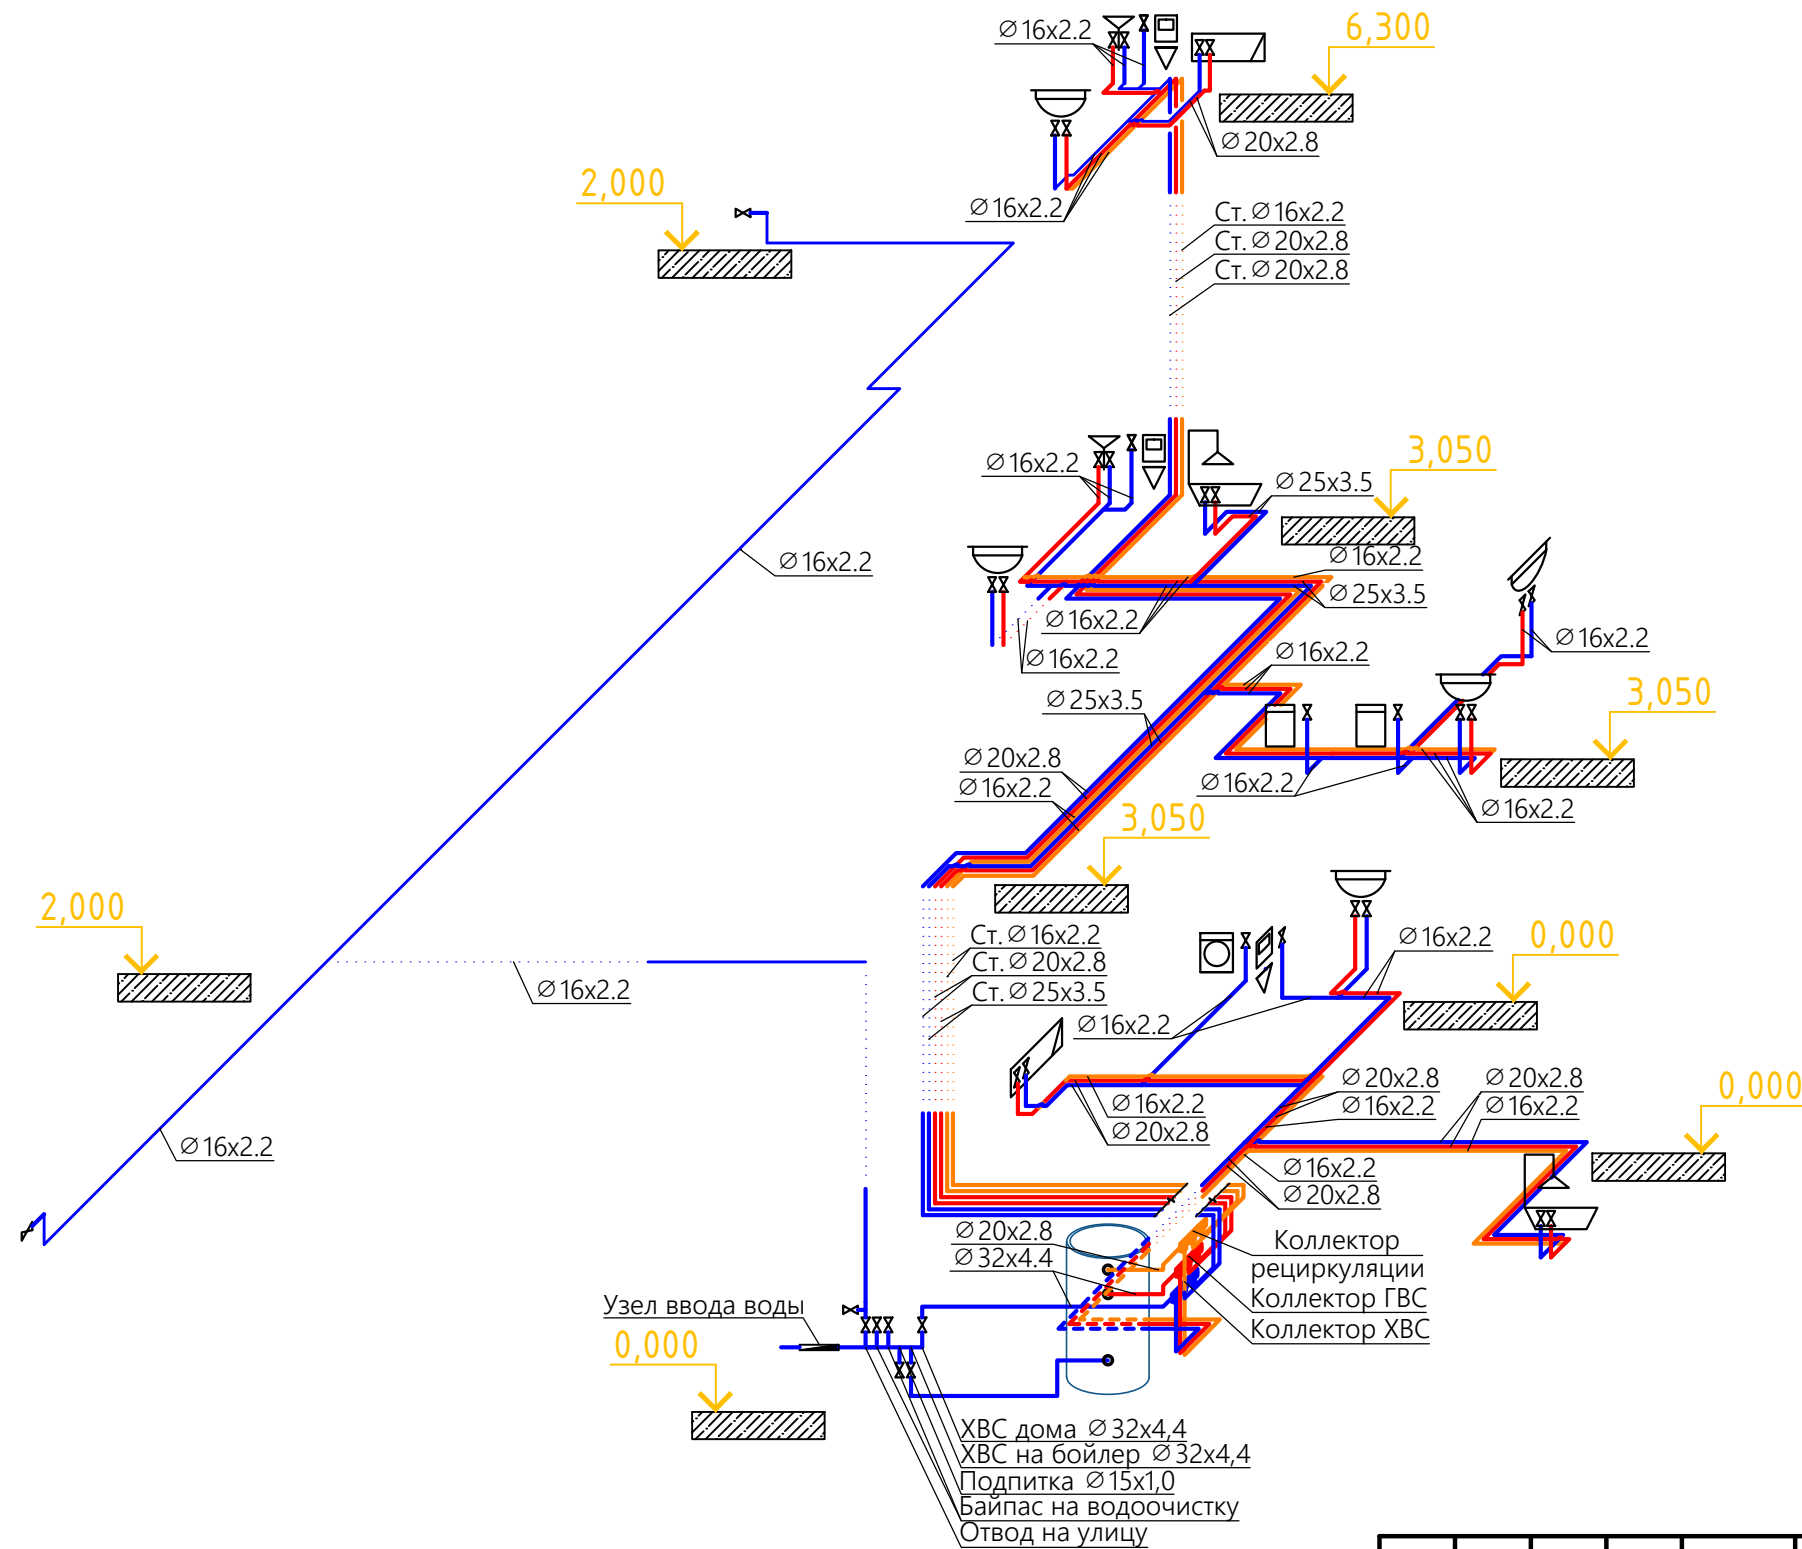 6,300
Ø16x2.2
Ø20x2.8
2,000
Ø16x2.2
Ст. Ø16x2.2
Ст. Ø20x2.8
Ст. Ø20x2.8
3,050
Ø16x2.2
Ø25x3.5
Ø16x2.2
Ø16x2.2
Ø25x3.5
Ø16x2.2
Ø16x2.2
Ø16x2.2
Ø16x2.2
3,050
Ø25x3.5
Ø20x2.8
Ø16x2.2
Ø16x2.2
Ø16x2.2
3,050
2,000
Ст. Ø16x2.2
Ст. Ø20x2.8
Ст. Ø25x3.5
Ø16x2.2
0,000
Ø16x2.2
Ø16x2.2
Ø20x2.8
Ø16x2.2
Ø20x2.8
Ø16x2.2
0,000
Ø16x2.2
Ø20x2.8
Ø16x2.2
Ø16x2.2
Ø20x2.8
Ø20x2.8
Ø32x4.4
Коллектор
рециркуляции
Коллектор ГВС
Коллектор ХВС
Узел ввода воды
0,000
ХВС дома Ø32x4,4
ХВС на бойлер Ø32x4,4
Подпитка Ø15x1,0
Байпас на водоочистку
Отвод на улицу